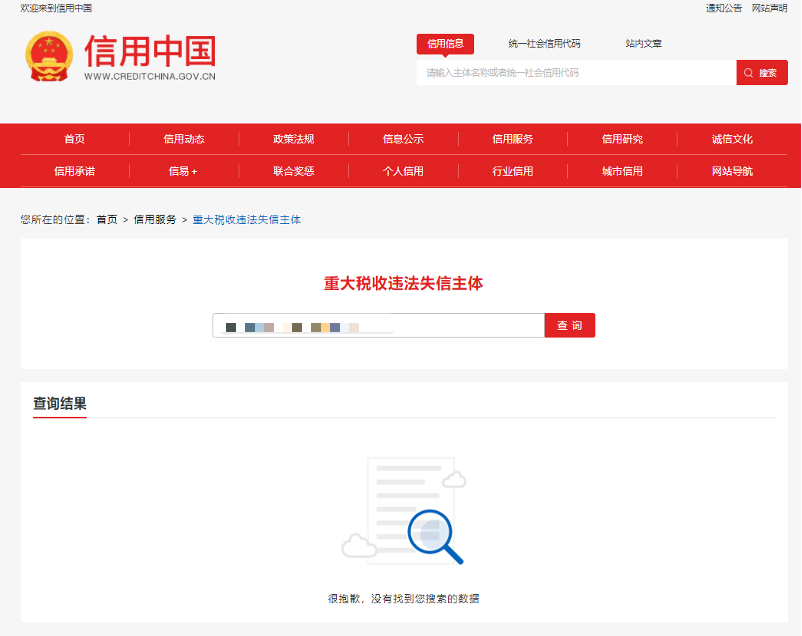 欢迎来到信用中国
通知公告 网站声明
信用中国
WWW.CREDITCHINA.GOV.CN
信用信息 统一社会信用代码 站内文章
请输入主体名称或者统一社会信用代码 搜索
首页 信用动态 政策法规 信息公示 信用服务 信用研究 诚信文化
信用承诺 信易+ 联合奖惩 个人信用 行业信用 城市信用 网站导航
您所在的位置：首页 > 信用服务 > 重大税收违法失信主体
重大税收违法失信主体
查 询
查询结果
很抱歉，没有找到您搜索的数据